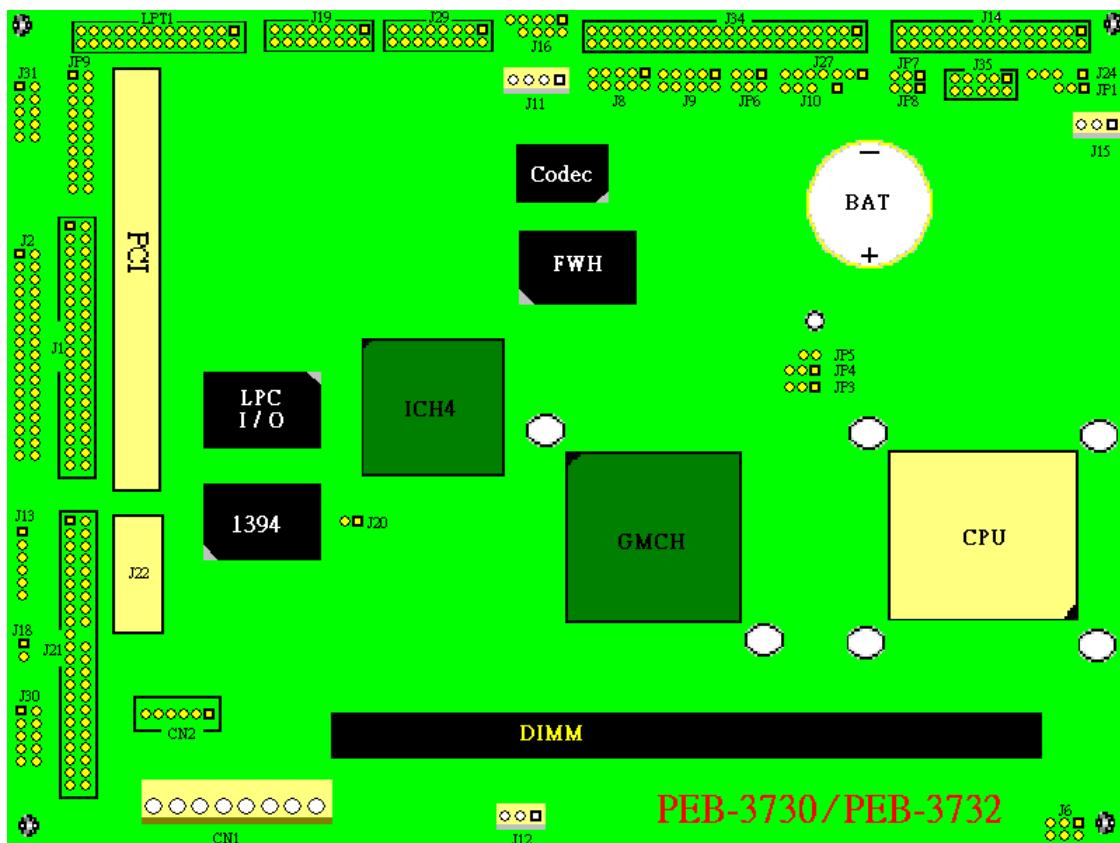 LPT1
J19
J29
J16
J34
J14
J31
JP9
J11
J8
J9
JP6
J27
J10
JP7
JP8
J35
J24
JP1
J15
Codec
BAT
FWH
J2
PCI
J1
JP5
JP4
JP3
LPC
I / O
ICH4
J13
1394
J20
GMCH
CPU
J22
J18
J21
J30
CN2
DIMM
CN1
J12
PEB-3730/PEB-3732
J6